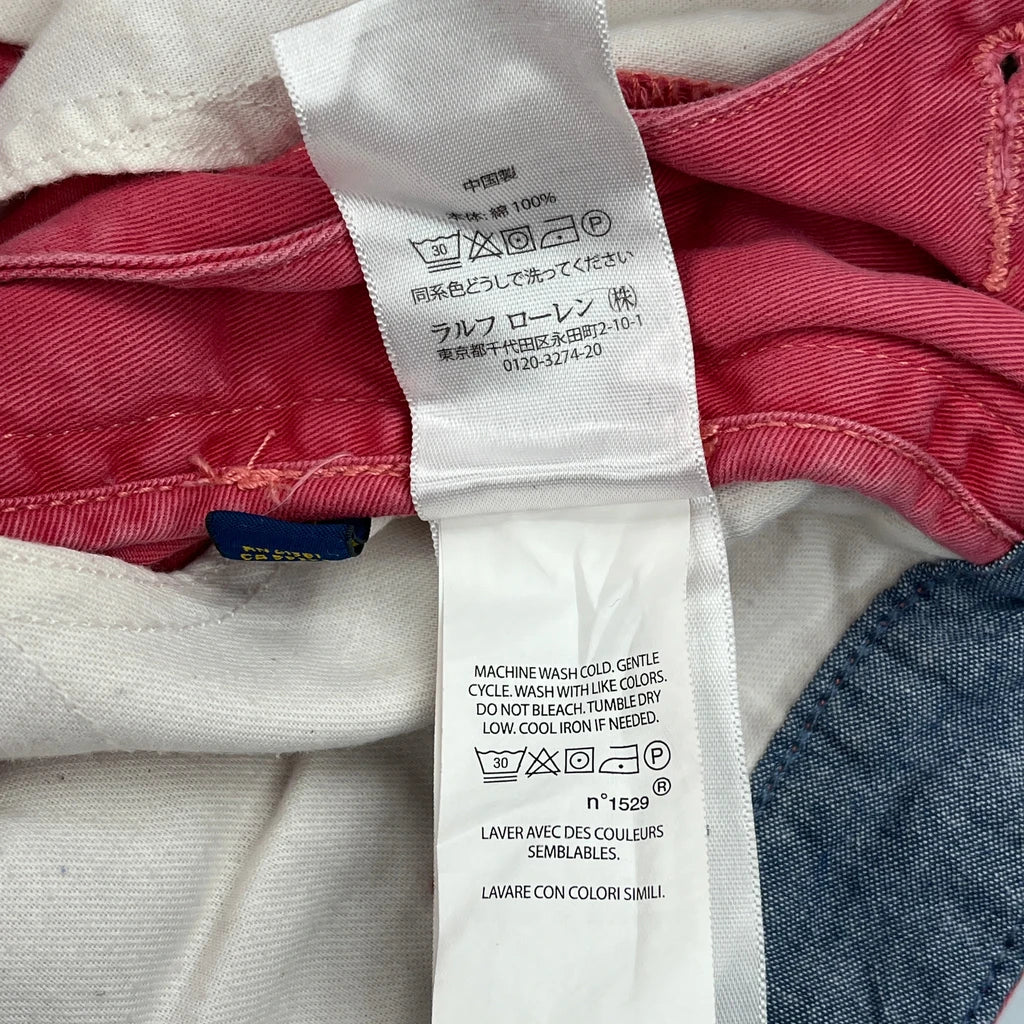 中国製
本体: 綿 100%
30 P
同系色どうしで洗ってください
ラルフ ローレン ㈱
東京都千代田区永田町2-10-1
0120-3274-20
MACHINE WASH COLD. GENTLE
CYCLE. WASH WITH LIKE COLORS.
DO NOT BLEACH. TUMBLE DRY
LOW. COOL IRON IF NEEDED.
30 P
n°1529 ®
LAVER AVEC DES COULEURS
SEMBLABLES.
LAVARE CON COLORI SIMILI.